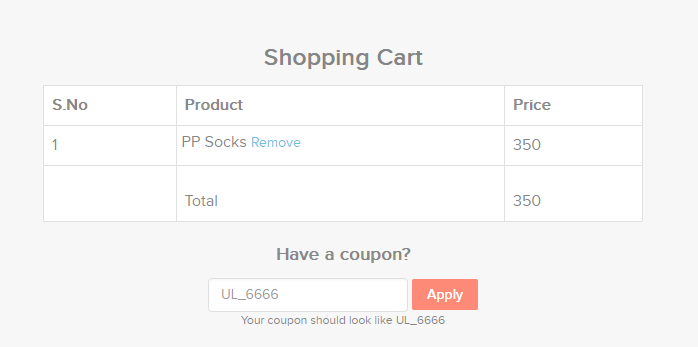 Shopping Cart
S.No Product Price
1 PP Socks Remove 350
Total 350
Have a coupon?
UL_6666 Apply
Your coupon should look like UL_6666